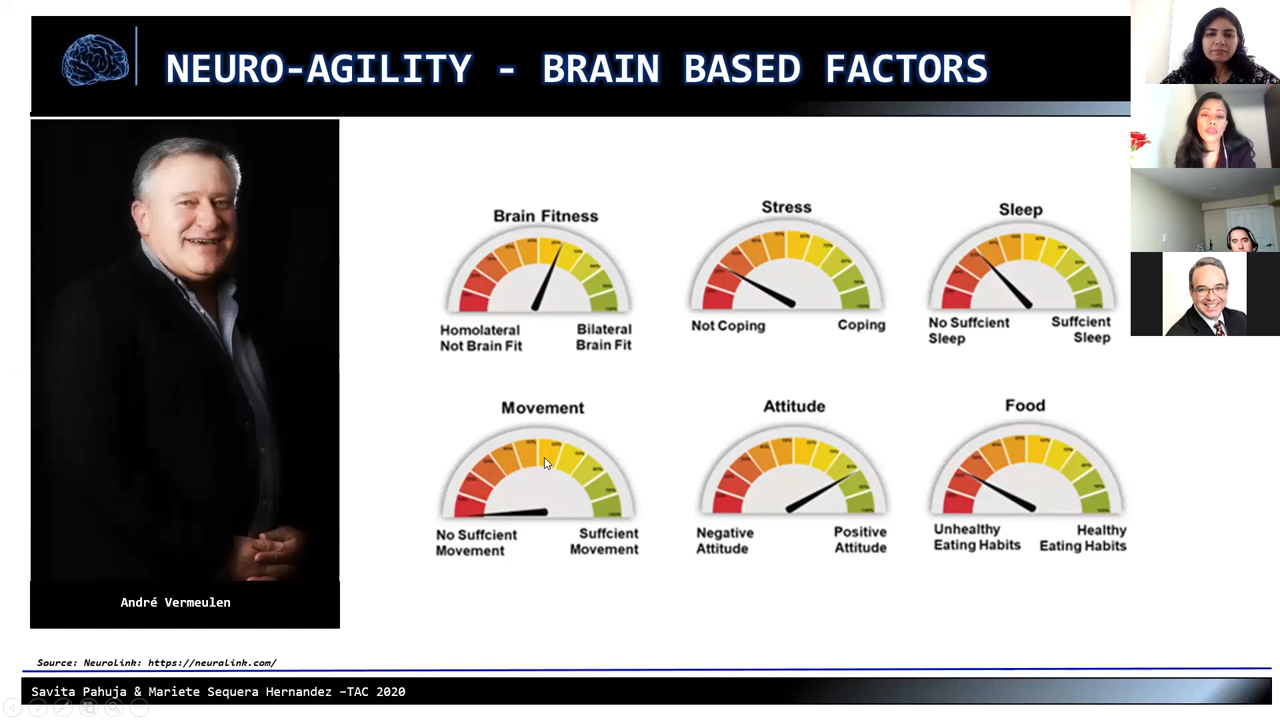 NEURO-AGILITY - BRAIN BASED FACTORS
Brain Fitness
Homolateral
Not Brain Fit
Bilateral
Brain Fit
Stress
Not Coping
Coping
Sleep
No Suffcient
Sleep
Suffcient
Sleep
Movement
No Suffcient
Movement
Suffcient
Movement
Attitude
Negative
Attitude
Positive
Attitude
Food
Unhealthy
Eating Habits
Healthy
Eating Habits
André Vermeulen
Source: Neurolink: https://neuralink.com/
Savita Pahuja & Mariete Sequera Hernandez –TAC 2020